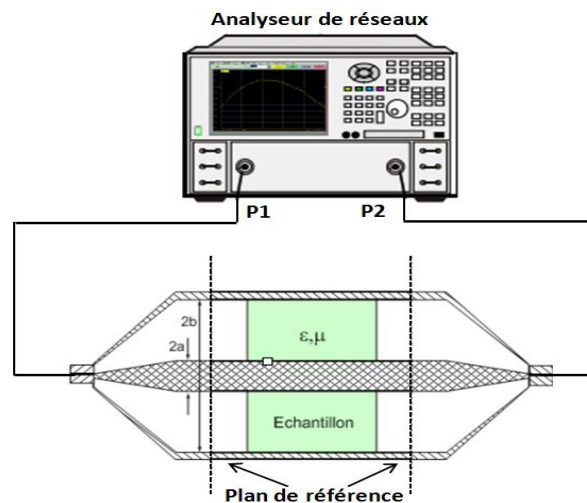 Analyseur de réseaux
P1
P2
2b
2a
ε,μ
Echantillon
Plan de référence